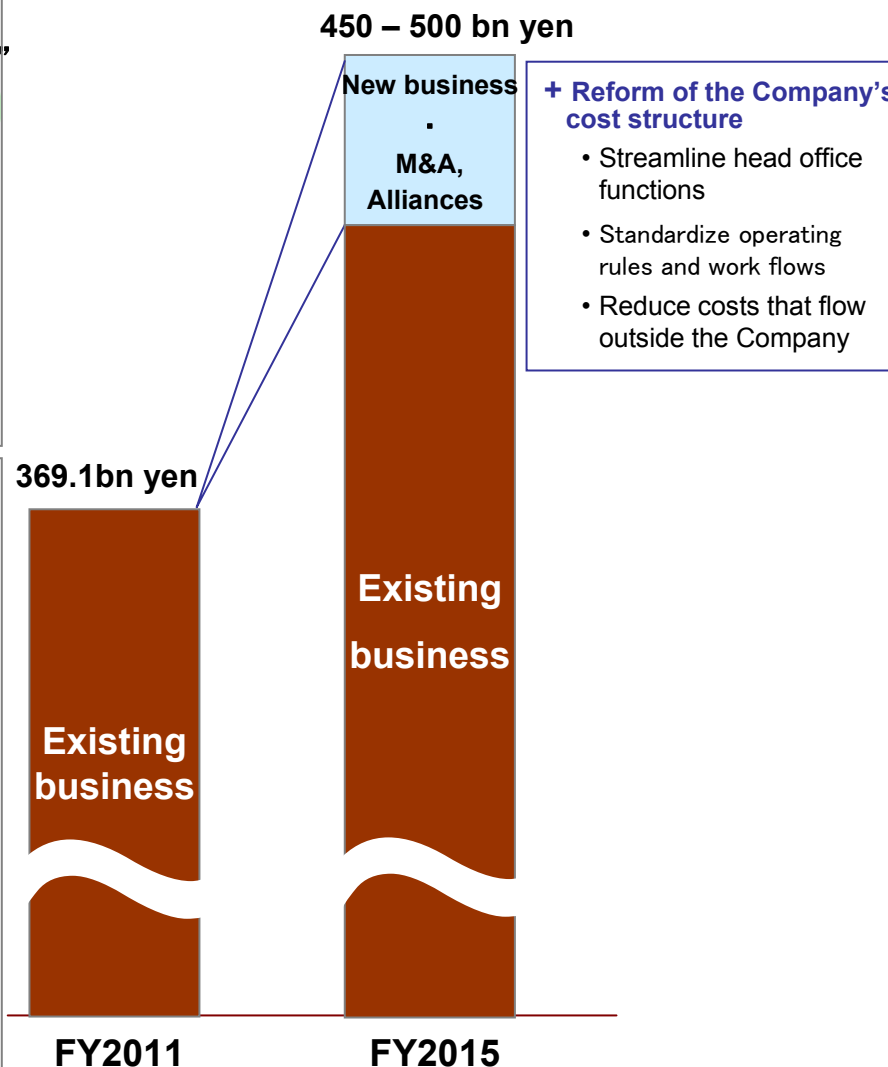 450 – 500 bn yen
”
New business
・
M&A,
Alliances
+ Reform of the Company's
cost structure
• Streamline head office
functions
• Standardize operating
rules and work flows
• Reduce costs that flow
outside the Company
369.1bn yen
Existing
business
Existing
business
FY2011
FY2015